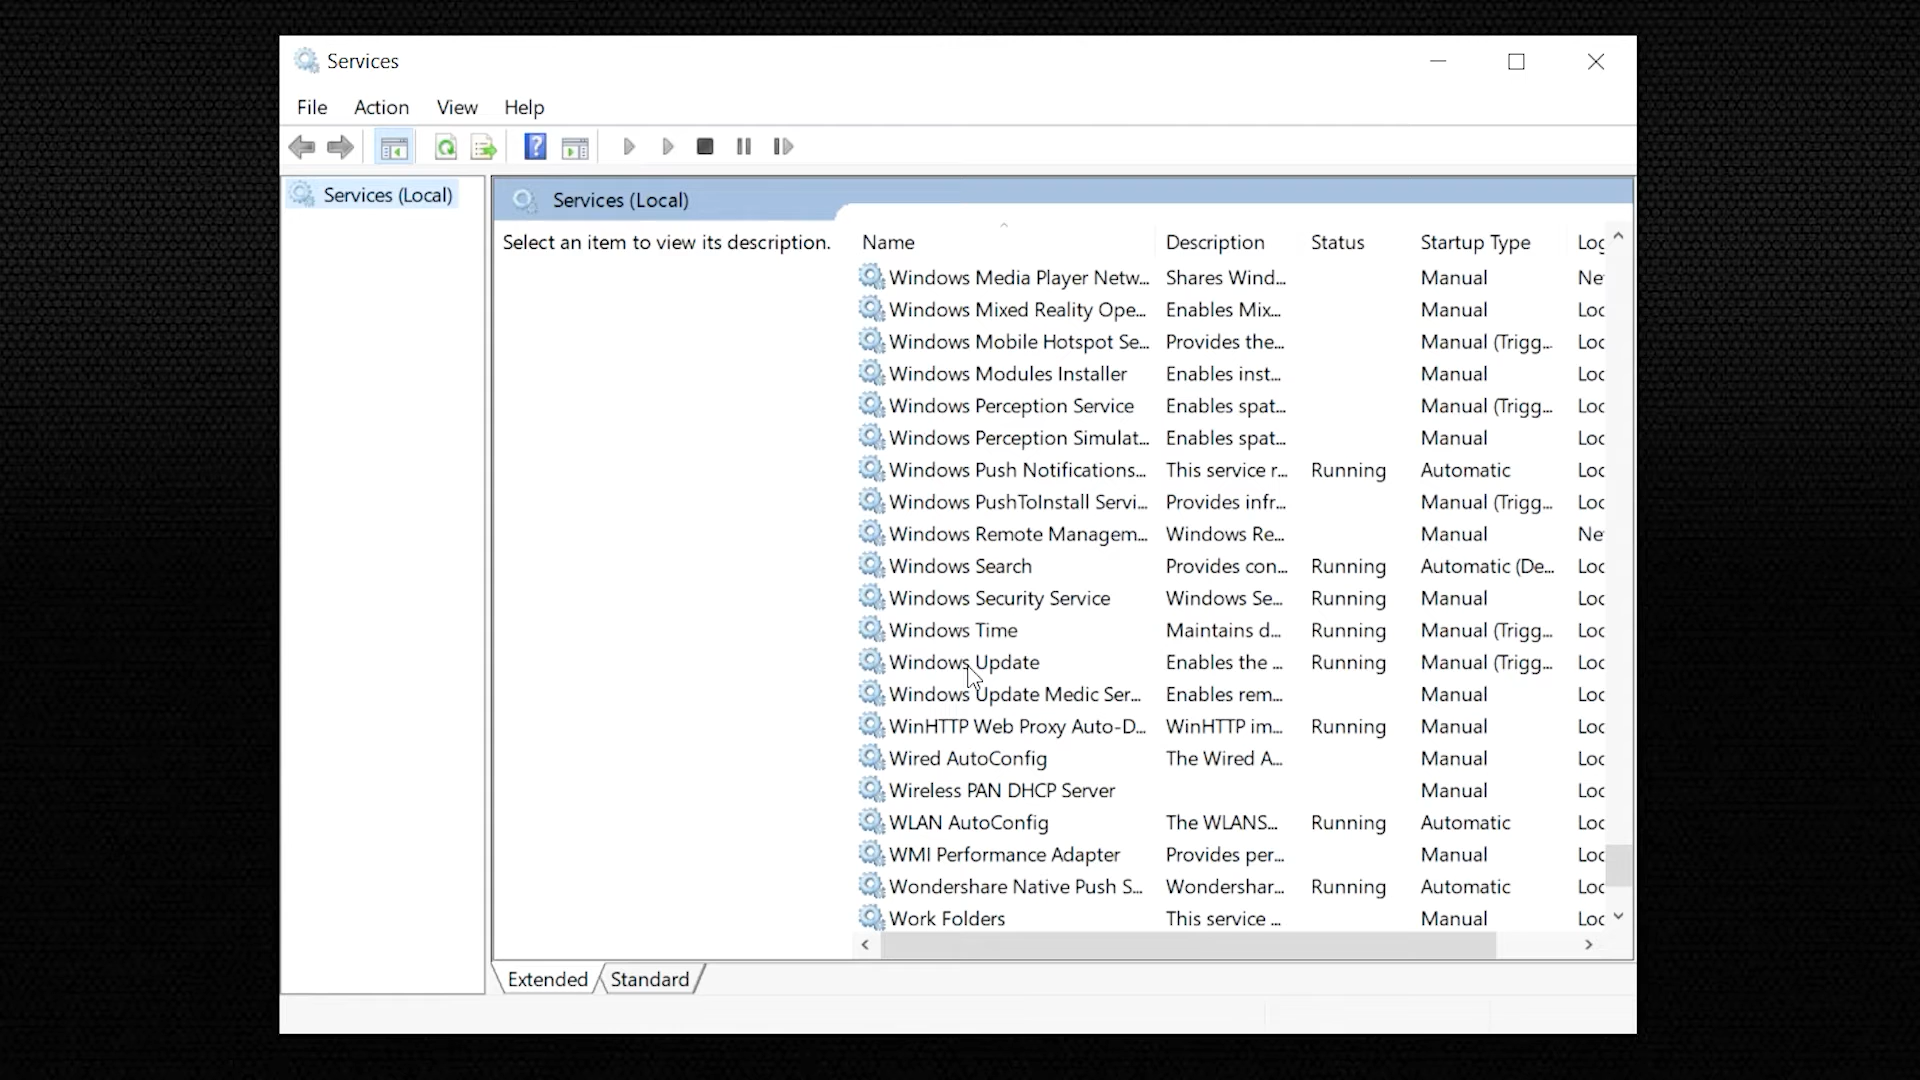 Services
File Action View Help
Services (Local)
Services (Local)
Select an item to view its description.
Name Description Status Startup Type Log
Windows Media Player Netw... Shares Wind... Manual Ne
Windows Mixed Reality Ope... Enables Mix... Manual Loc
Windows Mobile Hotspot Se... Provides the... Manual (Trigg... Loc
Windows Modules Installer Enables inst... Manual Loc
Windows Perception Service Enables spat... Manual (Trigg... Loc
Windows Perception Simulat... Enables spat... Manual Loc
Windows Push Notifications... This service r... Running Automatic Loc
Windows PushToInstall Servi... Provides infr... Manual (Trigg... Loc
Windows Remote Managem... Windows Re... Manual Ne
Windows Search Provides con... Running Automatic (De... Loc
Windows Security Service Windows Se... Running Manual Loc
Windows Time Maintains d... Running Manual (Trigg... Loc
Windows Update Enables the ... Running Manual (Trigg... Loc
Windows Update Medic Ser... Enables rem... Manual Loc
WinHTTP Web Proxy Auto-D... WinHTTP im... Running Manual Loc
Wired AutoConfig The Wired A... Manual Loc
Wireless PAN DHCP Server Manual Loc
WLAN AutoConfig The WLANS... Running Automatic Loc
WMI Performance Adapter Provides per... Manual Loc
Wondershare Native Push S... Wondershar... Running Automatic Loc
Work Folders This service ... Manual Loc
Extended Standard